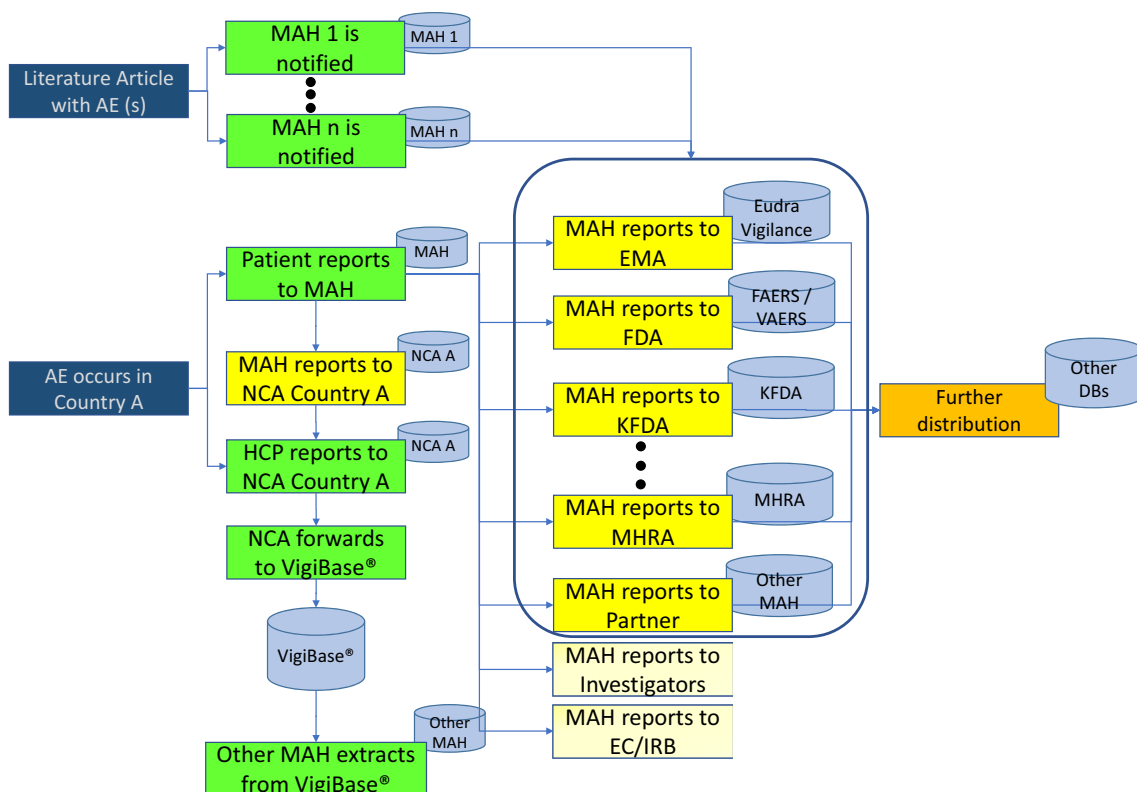 MAH 1 is
notified
MAH 1
Literature Article
with AE (s)
MAH n is
notified
MAH n
MAH reports to
EMA
Eudra
Vigilance
Patient reports
to MAH
MAH
MAH reports to
FDA
FAERS /
VAERS
MAH reports to
NCA Country A
NCA A
AE occurs in
Country A
MAH reports to
KFDA
KFDA
Further
distribution
Other
DBs
HCP reports to
NCA Country A
NCA A
MAH reports to
MHRA
MHRA
NCA forwards
to VigiBase®
MAH reports to
Partner
Other
MAH
VigiBase®
MAH reports to
Investigators
MAH reports to
EC/IRB
Other
MAH
Other MAH extracts
from VigiBase®